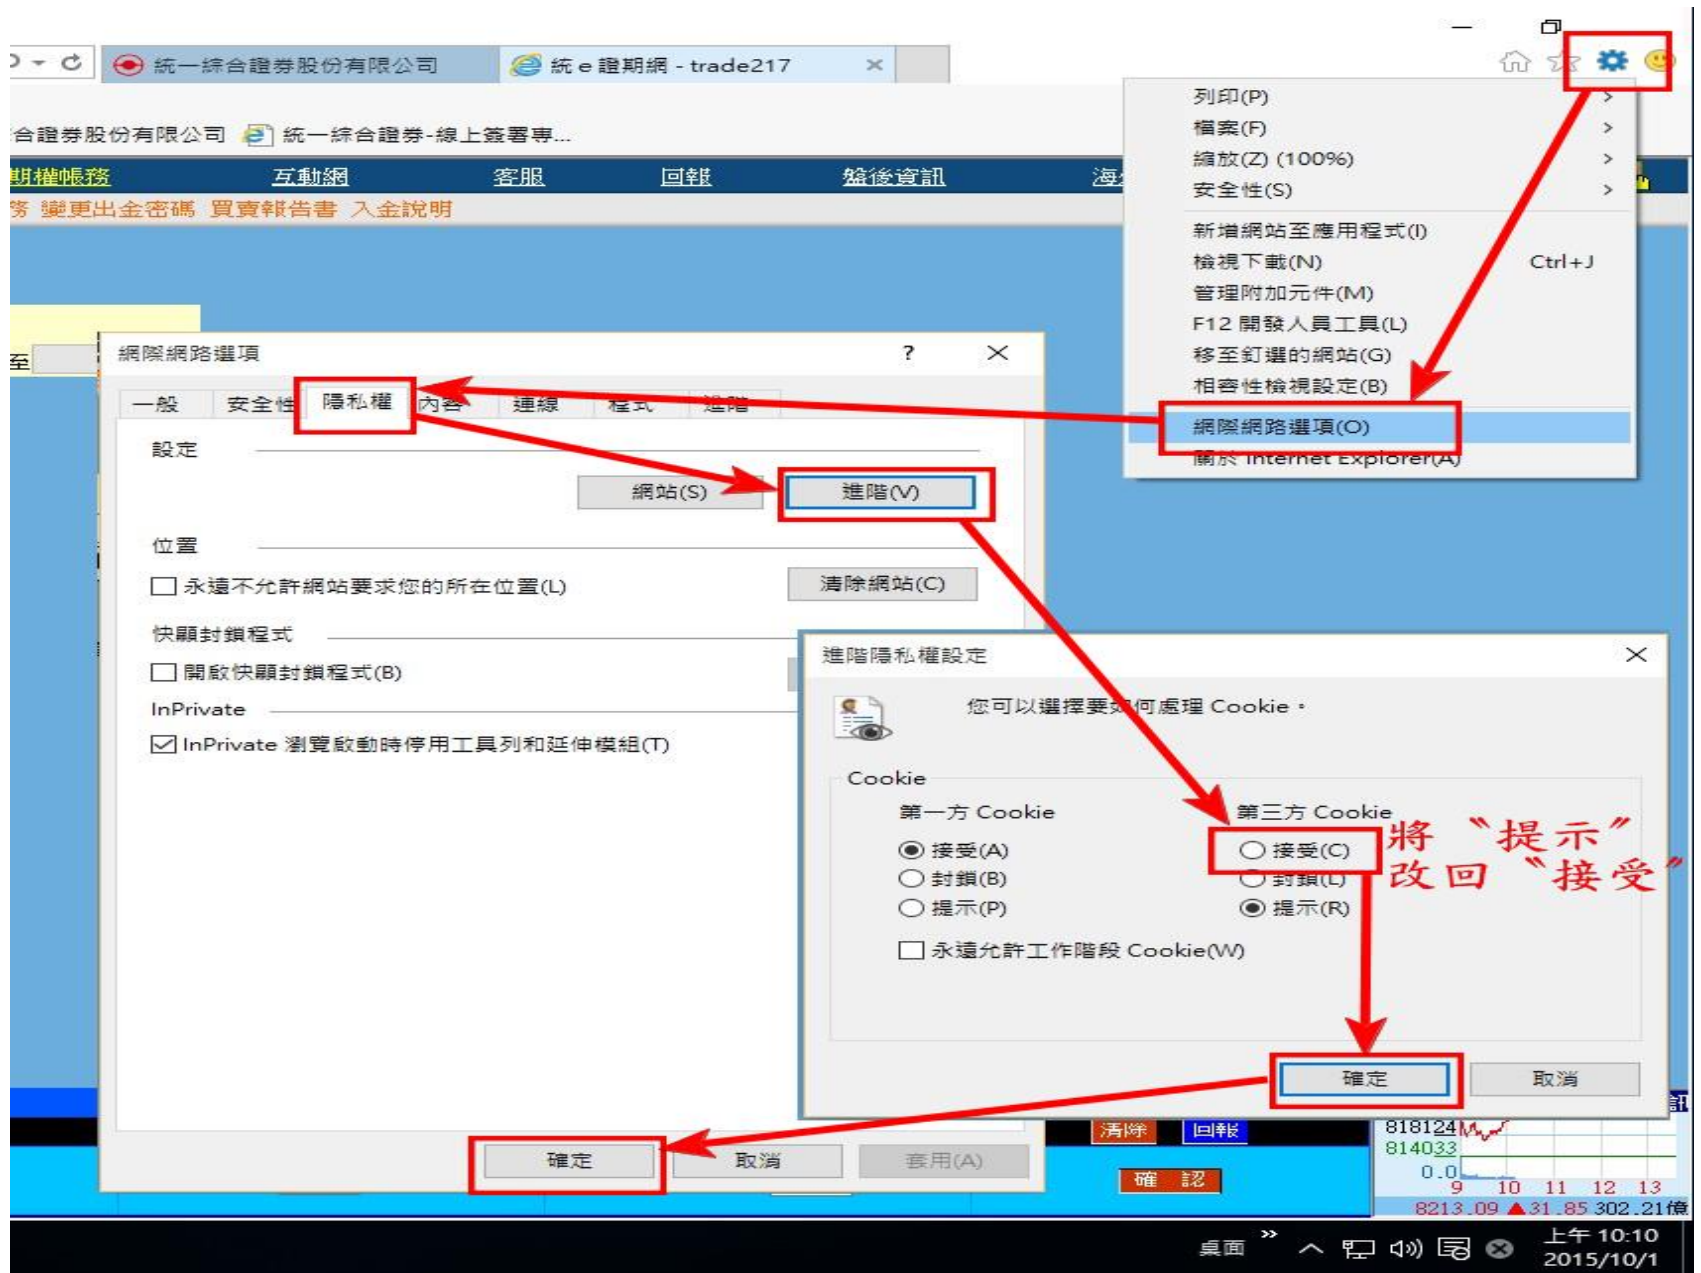 統一綜合證券股份有限公司
統 e 證期網 - trade217
合證券股份有限公司
統一綜合證券-線上簽署專...
期權帳務 互動網 客服 回報 盤後資訊
務 變更出金密碼 買賣報告書 入金說明
列印(P)
檔案(F)
縮放(Z) (100%)
安全性(S)
新增網站至應用程式(I)
檢視下載(N) Ctrl+J
管理附加元件(M)
F12 開發人員工具(L)
移至釘選的網站(G)
相容性檢視設定(B)
網際網路選項(O)
關於 Internet Explorer(A)
至
網際網路選項 ?
一般 安全性 隱私權 內容 連線 程式 進階
設定
網站(S) 進階(V)
位置
永遠不允許網站要求您的所在位置(L) 清除網站(C)
快顯封鎖程式
開啟快顯封鎖程式(B)
InPrivate
InPrivate 瀏覽啟動時停用工具列和延伸模組(T)
確定 取消 套用(A)
進階隱私權設定
您可以選擇要如何處理 Cookie。
Cookie
第一方 Cookie 第三方 Cookie
接受(A) 接受(C)
封鎖(B) 封鎖(L)
提示(P) 提示(R)
永遠允許工作階段 Cookie(W)
確定 取消
將〝提示〞
改回〝接受〞
清除 回報
確 認
訊
818124
814033
0.0
9 10 11 12 13
8213.09 ▲31.85 302.21億
桌面 上午 10:10
2015/10/1